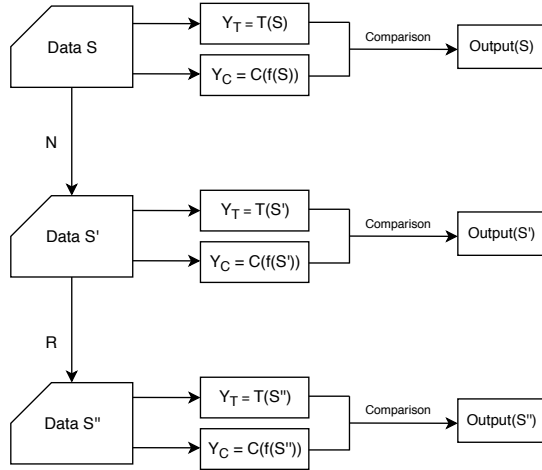 Data S
Y_T = T(S)
Y_C = C(f(S))
Comparison
Output(S)
N
Data S'
Y_T = T(S')
Y_C = C(f(S'))
Comparison
Output(S')
R
Data S''
Y_T = T(S'')
Y_C = C(f(S''))
Comparison
Output(S'')